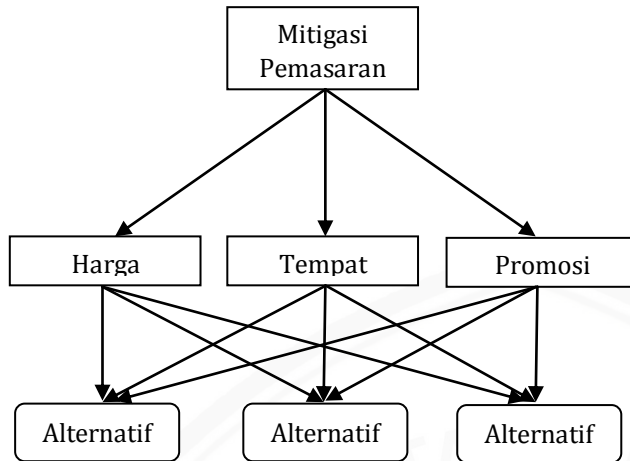 Mitigasi
Pemasaran
Harga
Tempat
Promosi
Alternatif
Alternatif
Alternatif